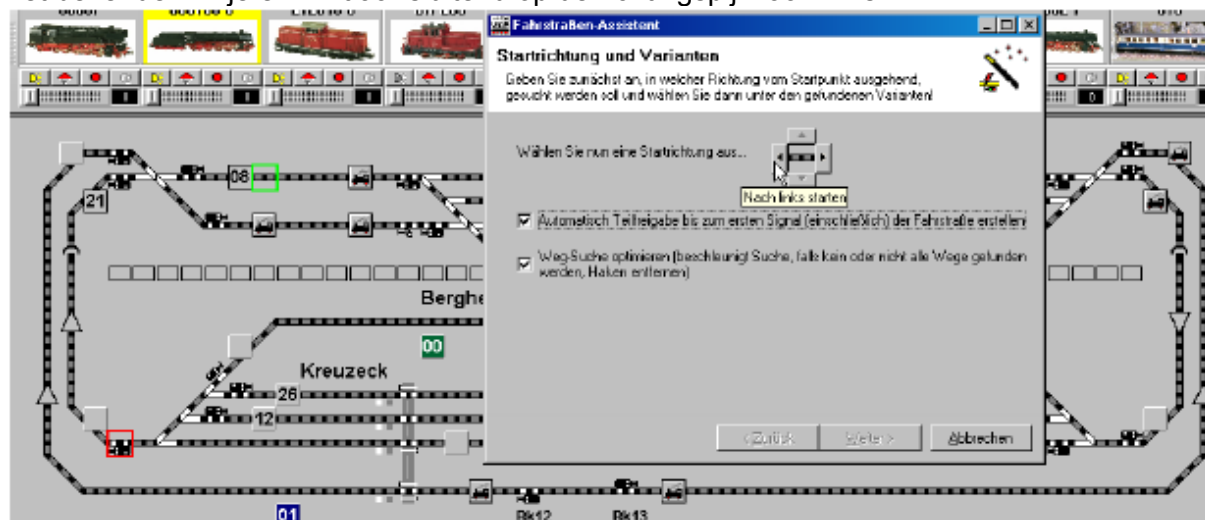 Fahrstraßen-Assistent
Startrichtung und Varianten
Geben Sie zunächst an, in welcher Richtung vom Startpunkt ausgehend,
gesucht werden soll und wählen Sie dann unter den gefundenen Varianten!
Wählen Sie nun eine Startrichtung aus...
Nach links starten
Automatisch Teilfreigabe bis zum ersten Signal (einschließlich) der Fahrstraße erstellen!
Weg-Suche optimieren (beschleunigt Suche, falls kein oder nicht alle Wege gefunden
werden, Haken entfernen)
< Zurück
Weiter >
Abbrechen
08
21
Berghe
00
Kreuzeck
26
12
01
Bk12
Bk13